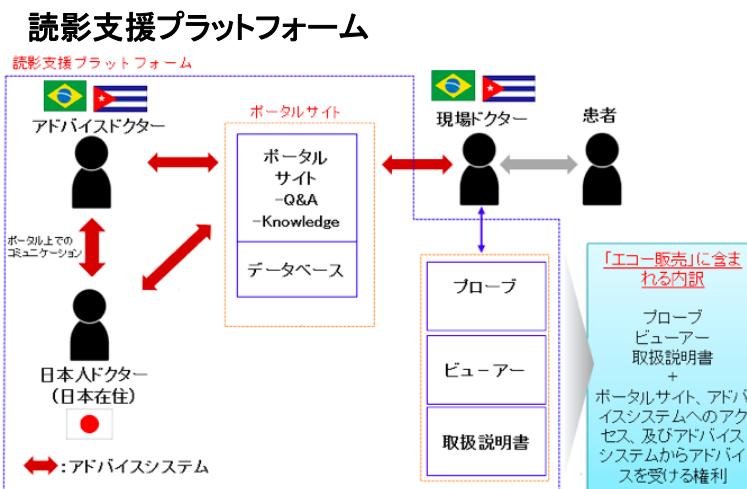 読影支援プラットフォーム
読影支援プラットフォーム
アドバイスドクター
ポータルサイト
現場ドクター
患者
ポータル
サイト
-Q&A
-Knowledge
データベース
ポータル上での
コミュニケーション
日本人ドクター
(日本在住)
プローブ
ビューアー
取扱説明書
「エコー販売」に含ま
れる内訳
プローブ
ビューアー
取扱説明書
+
ポータルサイト、アドバ
イスシステムへのアク
セス、及びアドバイス
システムからアドバイ
スを受ける権利
:アドバイスシステム